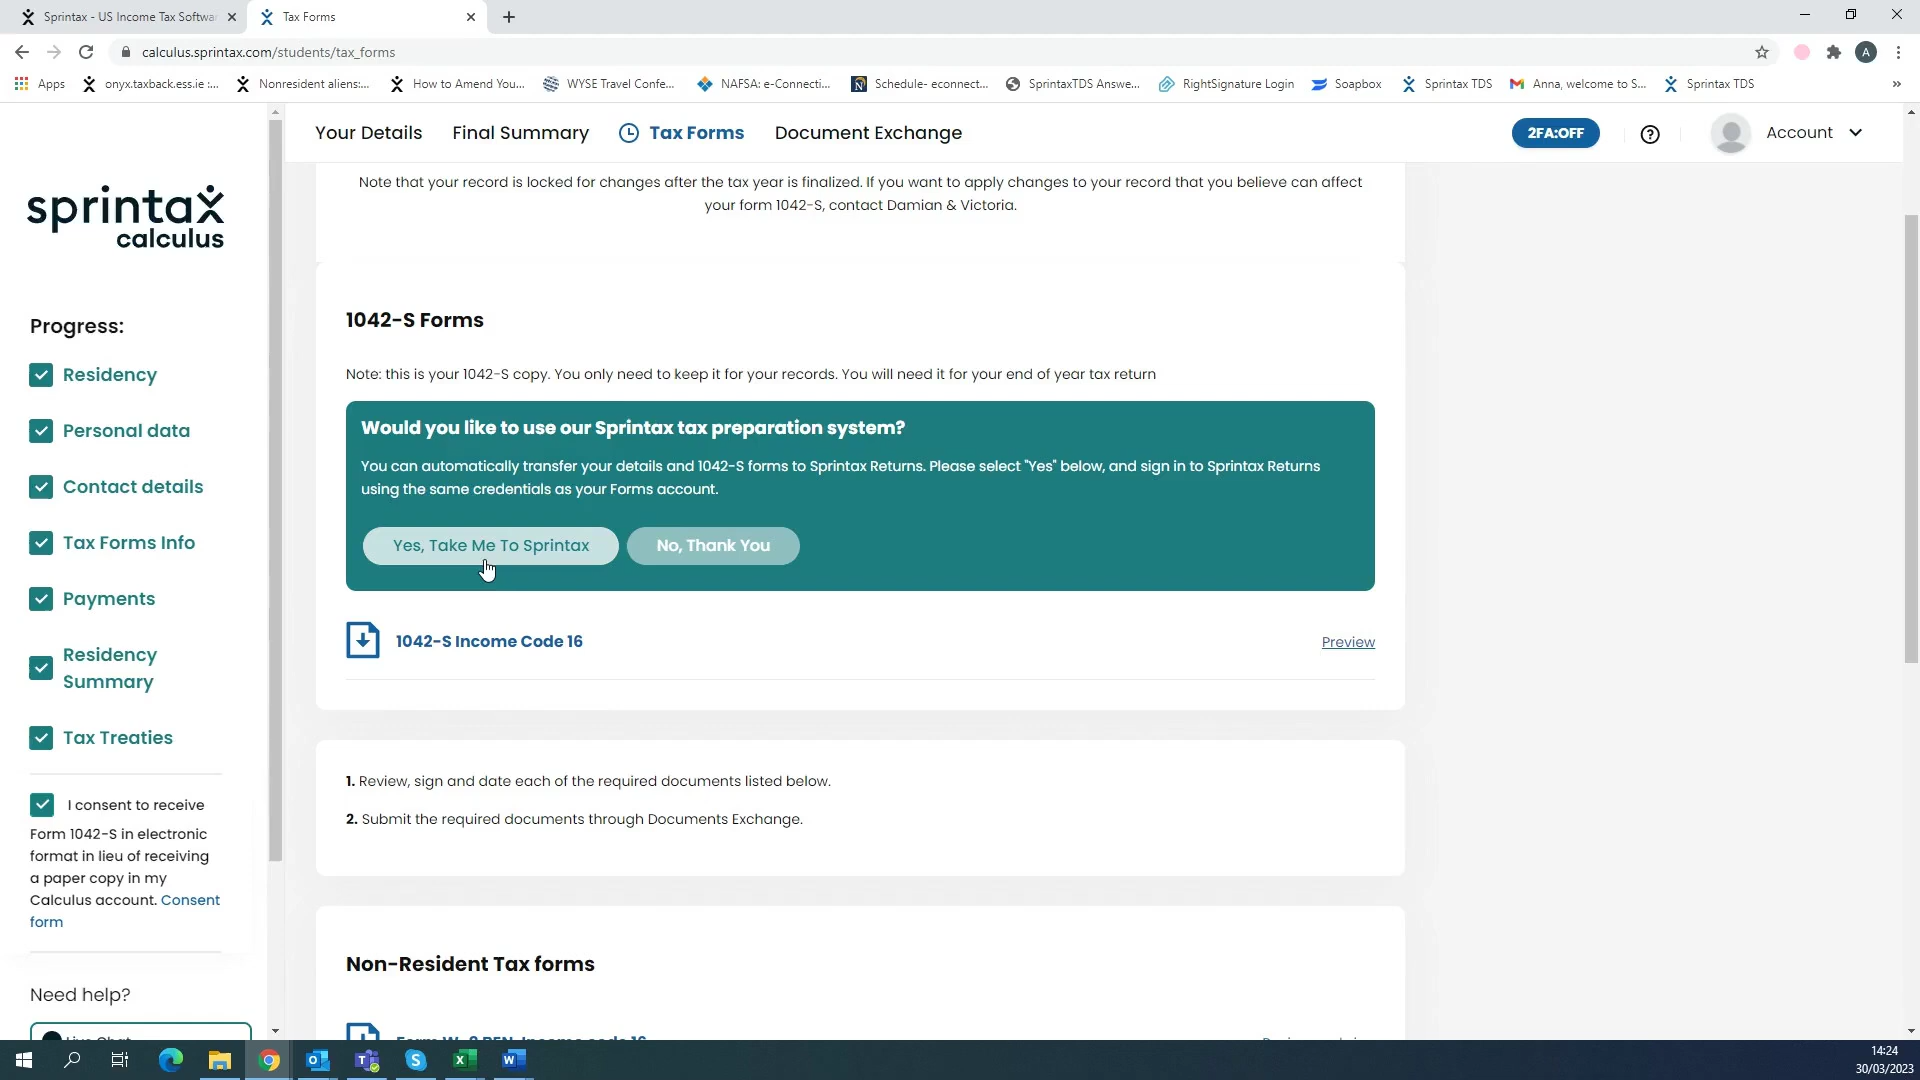 Sprintax - US Income Tax Softwa
Tax Forms
calculus.sprintax.com/students/tax_forms
A
Apps
onyx.taxback.ess.ie :...
Nonresident aliens:...
How to Amend You...
WYSE Travel Confe...
NAFSA: e-Connecti...
Schedule- econnect...
SprintaxTDS Answe...
RightSignature Login
Soapbox
Sprintax TDS
Anna, welcome to S...
Sprintax TDS
»
Your Details
Final Summary
Tax Forms
Document Exchange
2FA:OFF
Account
sprintax
calculus
Progress:
Residency
Personal data
Contact details
Tax Forms Info
Payments
Residency
Summary
Tax Treaties
I consent to receive
Form 1042-S in electronic
format in lieu of receiving
a paper copy in my
Calculus account. Consent
form
Need help?
Note that your record is locked for changes after the tax year is finalized. If you want to apply changes to your record that you believe can affect
your form 1042-S, contact Damian & Victoria.
1042-S Forms
Note: this is your 1042-S copy. You only need to keep it for your records. You will need it for your end of year tax return
Would you like to use our Sprintax tax preparation system?
You can automatically transfer your details and 1042-S forms to Sprintax Returns. Please select "Yes" below, and sign in to Sprintax Returns
using the same credentials as your Forms account.
Yes, Take Me To Sprintax
No, Thank You
1042-S Income Code 16
Preview
1. Review, sign and date each of the required documents listed below.
2. Submit the required documents through Documents Exchange.
Non-Resident Tax forms
14:24
30/03/2023